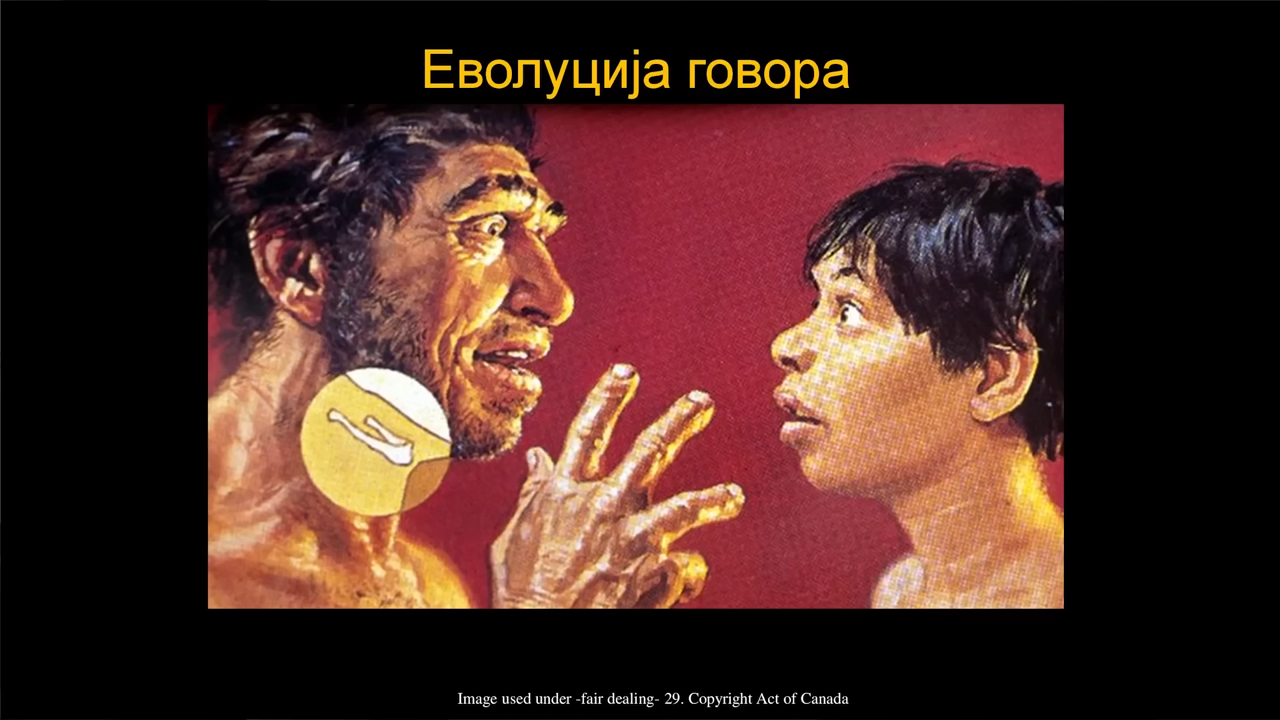 Еволуција говора
Image used under -fair dealing- 29. Copyright Act of Canada